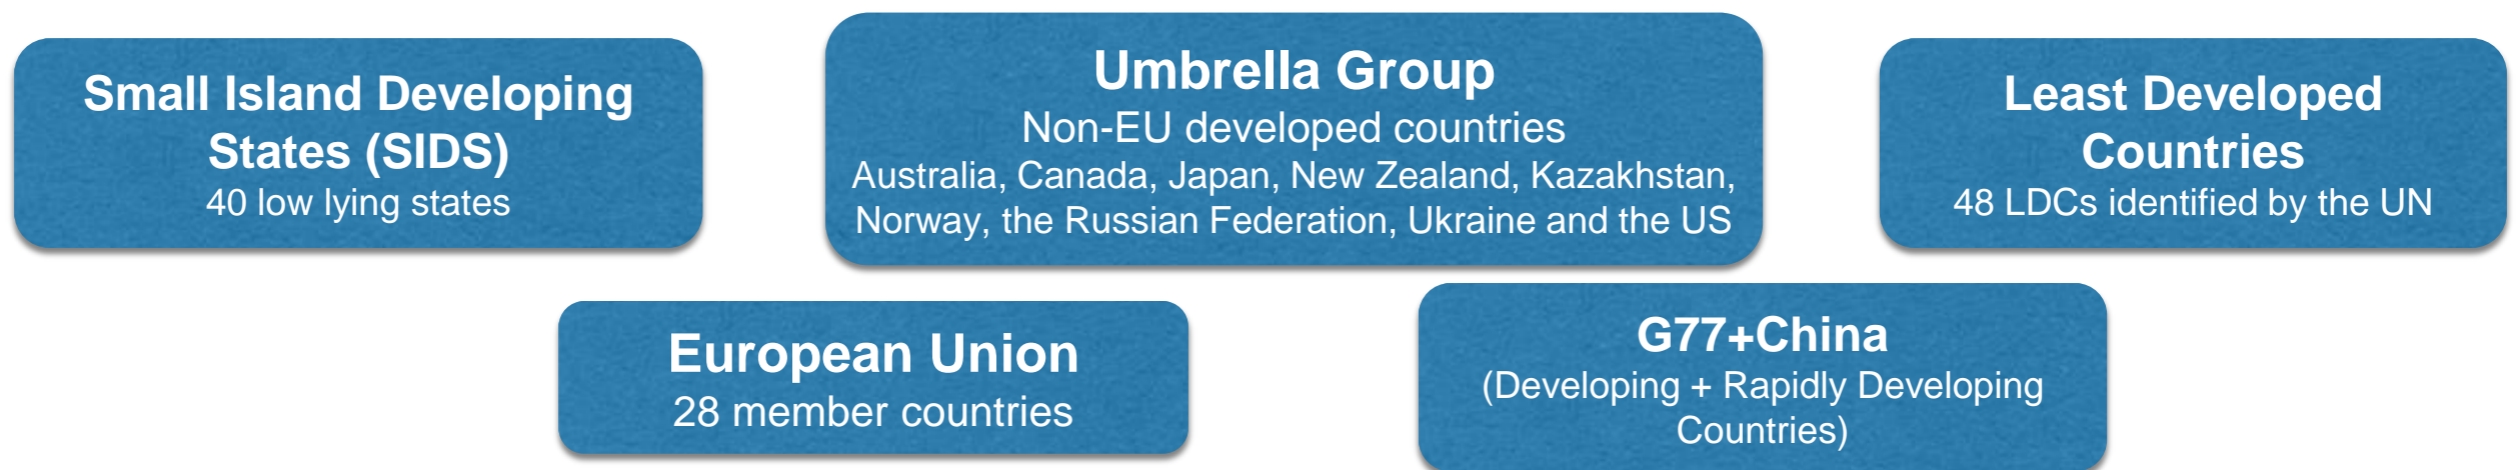 Small Island Developing
States (SIDS)
40 low lying states
Umbrella Group
Non-EU developed countries
Australia, Canada, Japan, New Zealand, Kazakhstan,
Norway, the Russian Federation, Ukraine and the US
Least Developed
Countries
48 LDCs identified by the UN
European Union
28 member countries
G77+China
(Developing + Rapidly Developing
Countries)